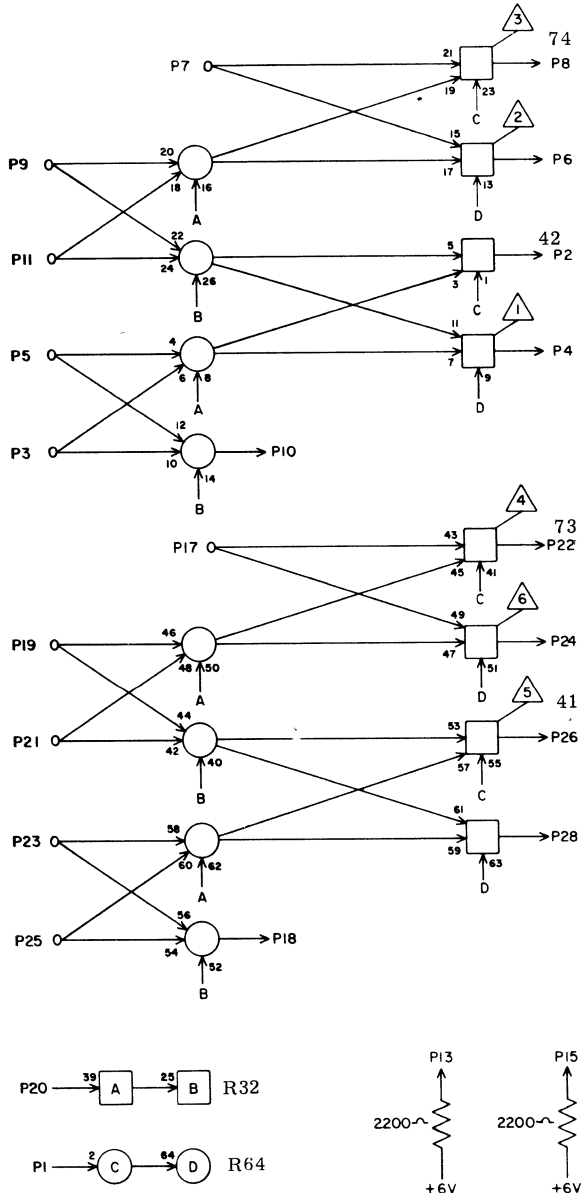 3
74
P7
21
P8
19
23
C
2
15
P9
20
P6
17
13
18
16
A
D
22
42
5
P11
P2
24
26
3
1
C
B
1
11
4
P5
P4
7
9
6
8
A
D
12
P3
P10
10
14
B
4
73
43
P17
P22
45
41
C
6
49
46
P19
P24
47
51
48
50
A
D
5
44
41
53
P21
P26
42
40
57
55
B
C
61
58
P23
P28
59
63
60
62
A
D
56
P25
P18
54
52
B
P13
P15
39
25
P20
A
B
R32
2200
2200
2
64
P1
C
D
R64
+6V
+6V